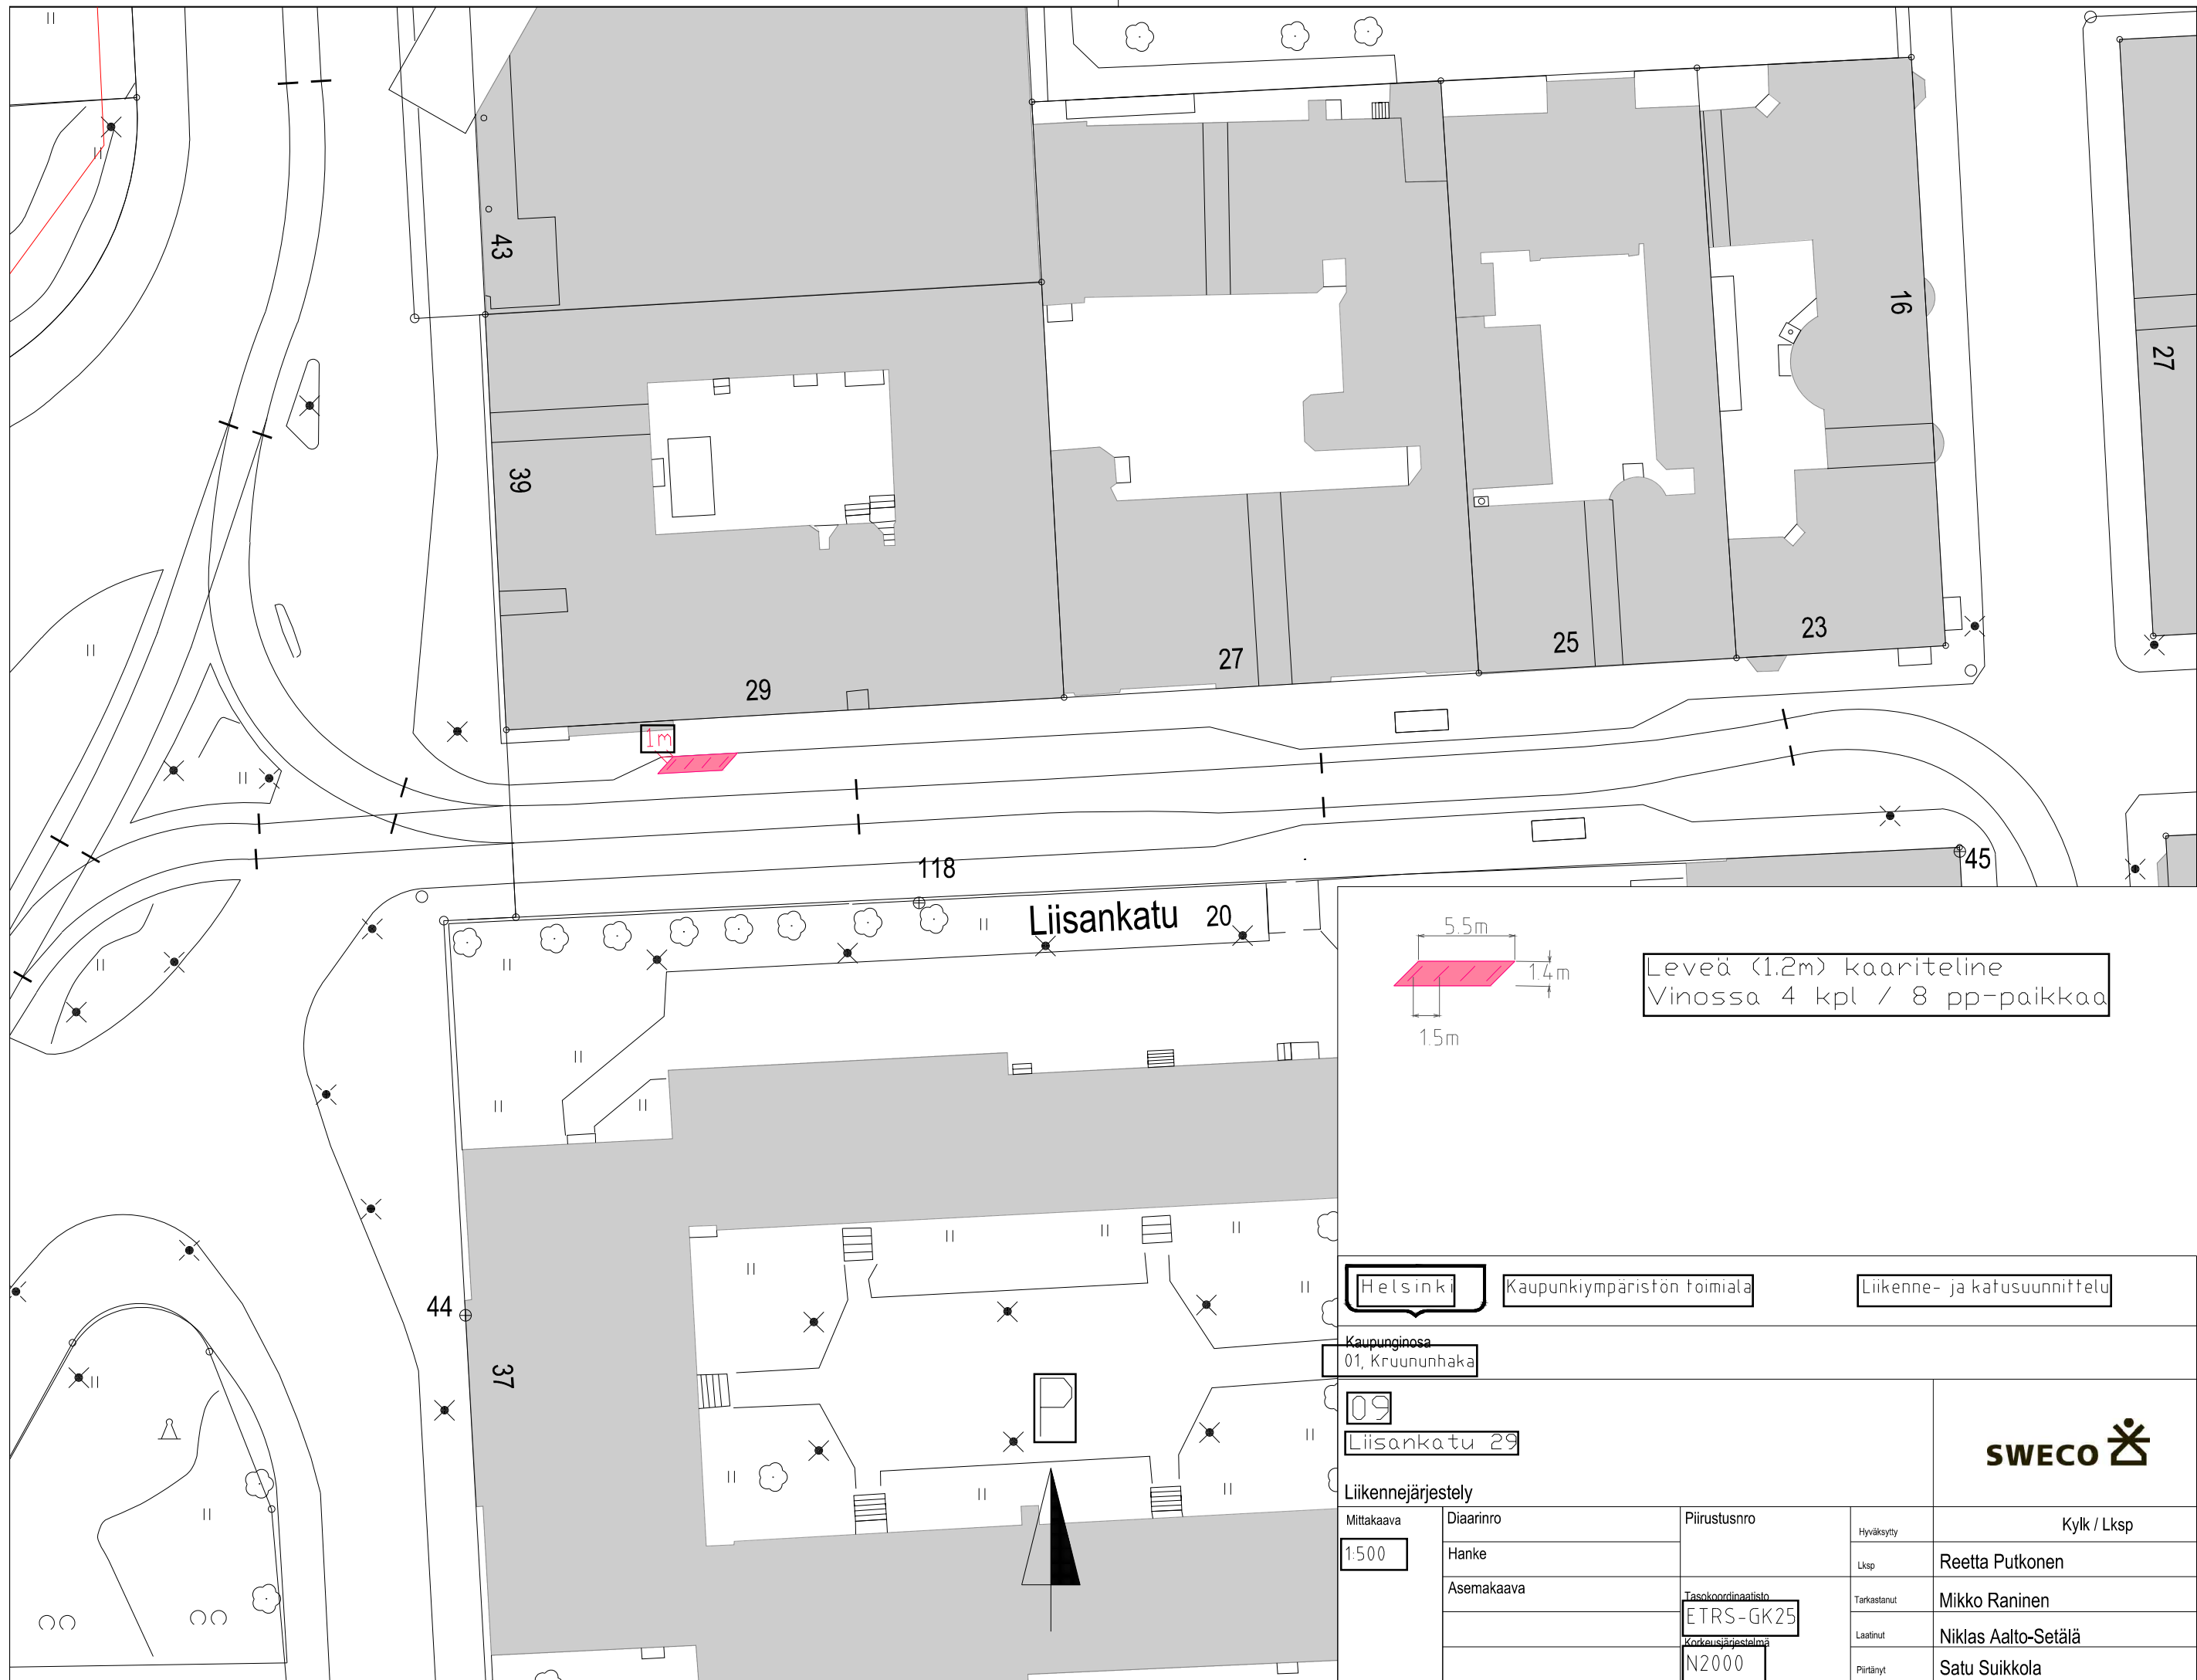 43
16
27
39
29
27
25
23
1m
118
45
Liisankatu 20
5.5m
1.4m
1.5m
Leveä (1.2m) kaariteline
Vinossa 4 kpl / 8 pp-paikkaa
44
37
P
Helsinki
Kaupunkiympäristön toimiala
Liikenne- ja katusuunnittelu
Kaupunginosa
01, Kruununhaka
09
Liisankatu 29
Liikennejärjestely
SWECO
Mittakaava
1:500
Diaarinro
Hanke
Asemakaava
Piirustusnro
Tasokoordinaatisto
ETRS-GK25
Korkeusjärjestelmä
N2000
Hyväksytty Kylk / Lksp
Lksp Reetta Putkonen
Tarkastanut Mikko Raninen
Laatinut Niklas Aalto-Setälä
Piirtänyt Satu Suikkola